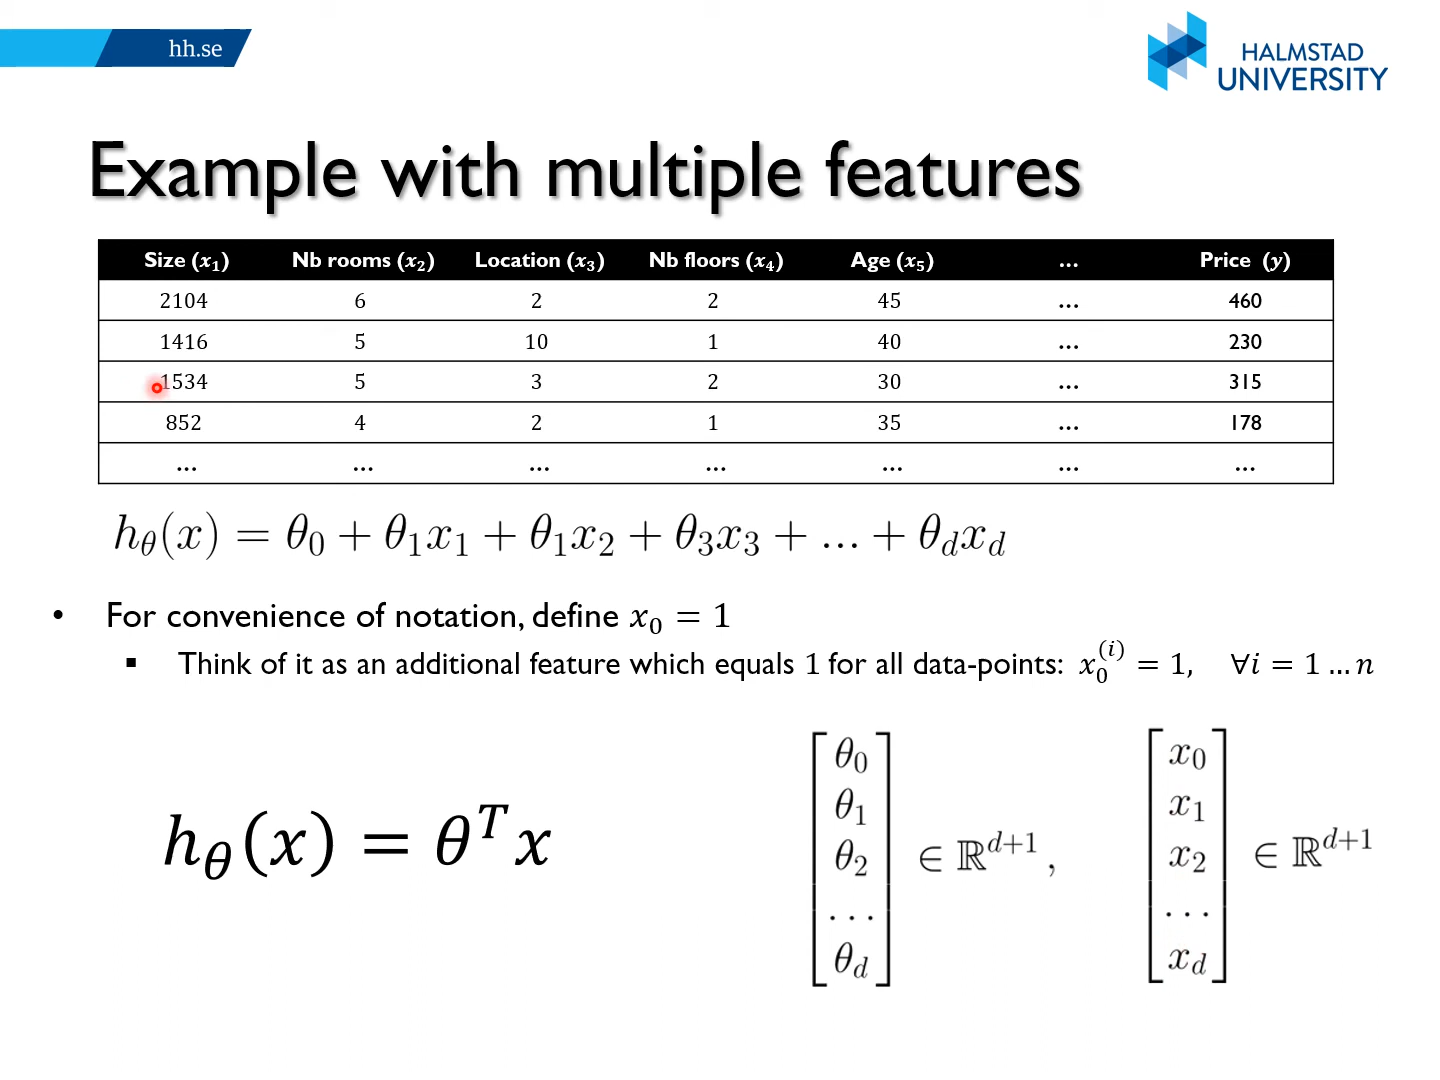 hh.se
HALMSTAD
UNIVERSITY
Example with multiple features
Size (x₁) Nb rooms (x₂) Location (x₃) Nb floors (x₄) Age (x₅) ... Price (y)
2104 6 2 2 45 ... 460
1416 5 10 1 40 ... 230
1534 5 3 2 30 ... 315
852 4 2 1 35 ... 178
... ... ... ... ... ... ...
h_θ(x) = θ₀ + θ₁x₁ + θ₁x₂ + θ₃x₃ + ... + θ_d x_d
• For convenience of notation, define x₀ = 1
▪ Think of it as an additional feature which equals 1 for all data-points: x₀⁽ⁱ⁾ = 1, ∀i = 1 ... n
h_θ(x) = θᵀx
[θ₀ θ₁ θ₂ ... θ_d] ∈ ℝ^{d+1},
[x₀ x₁ x₂ ... x_d] ∈ ℝ^{d+1}